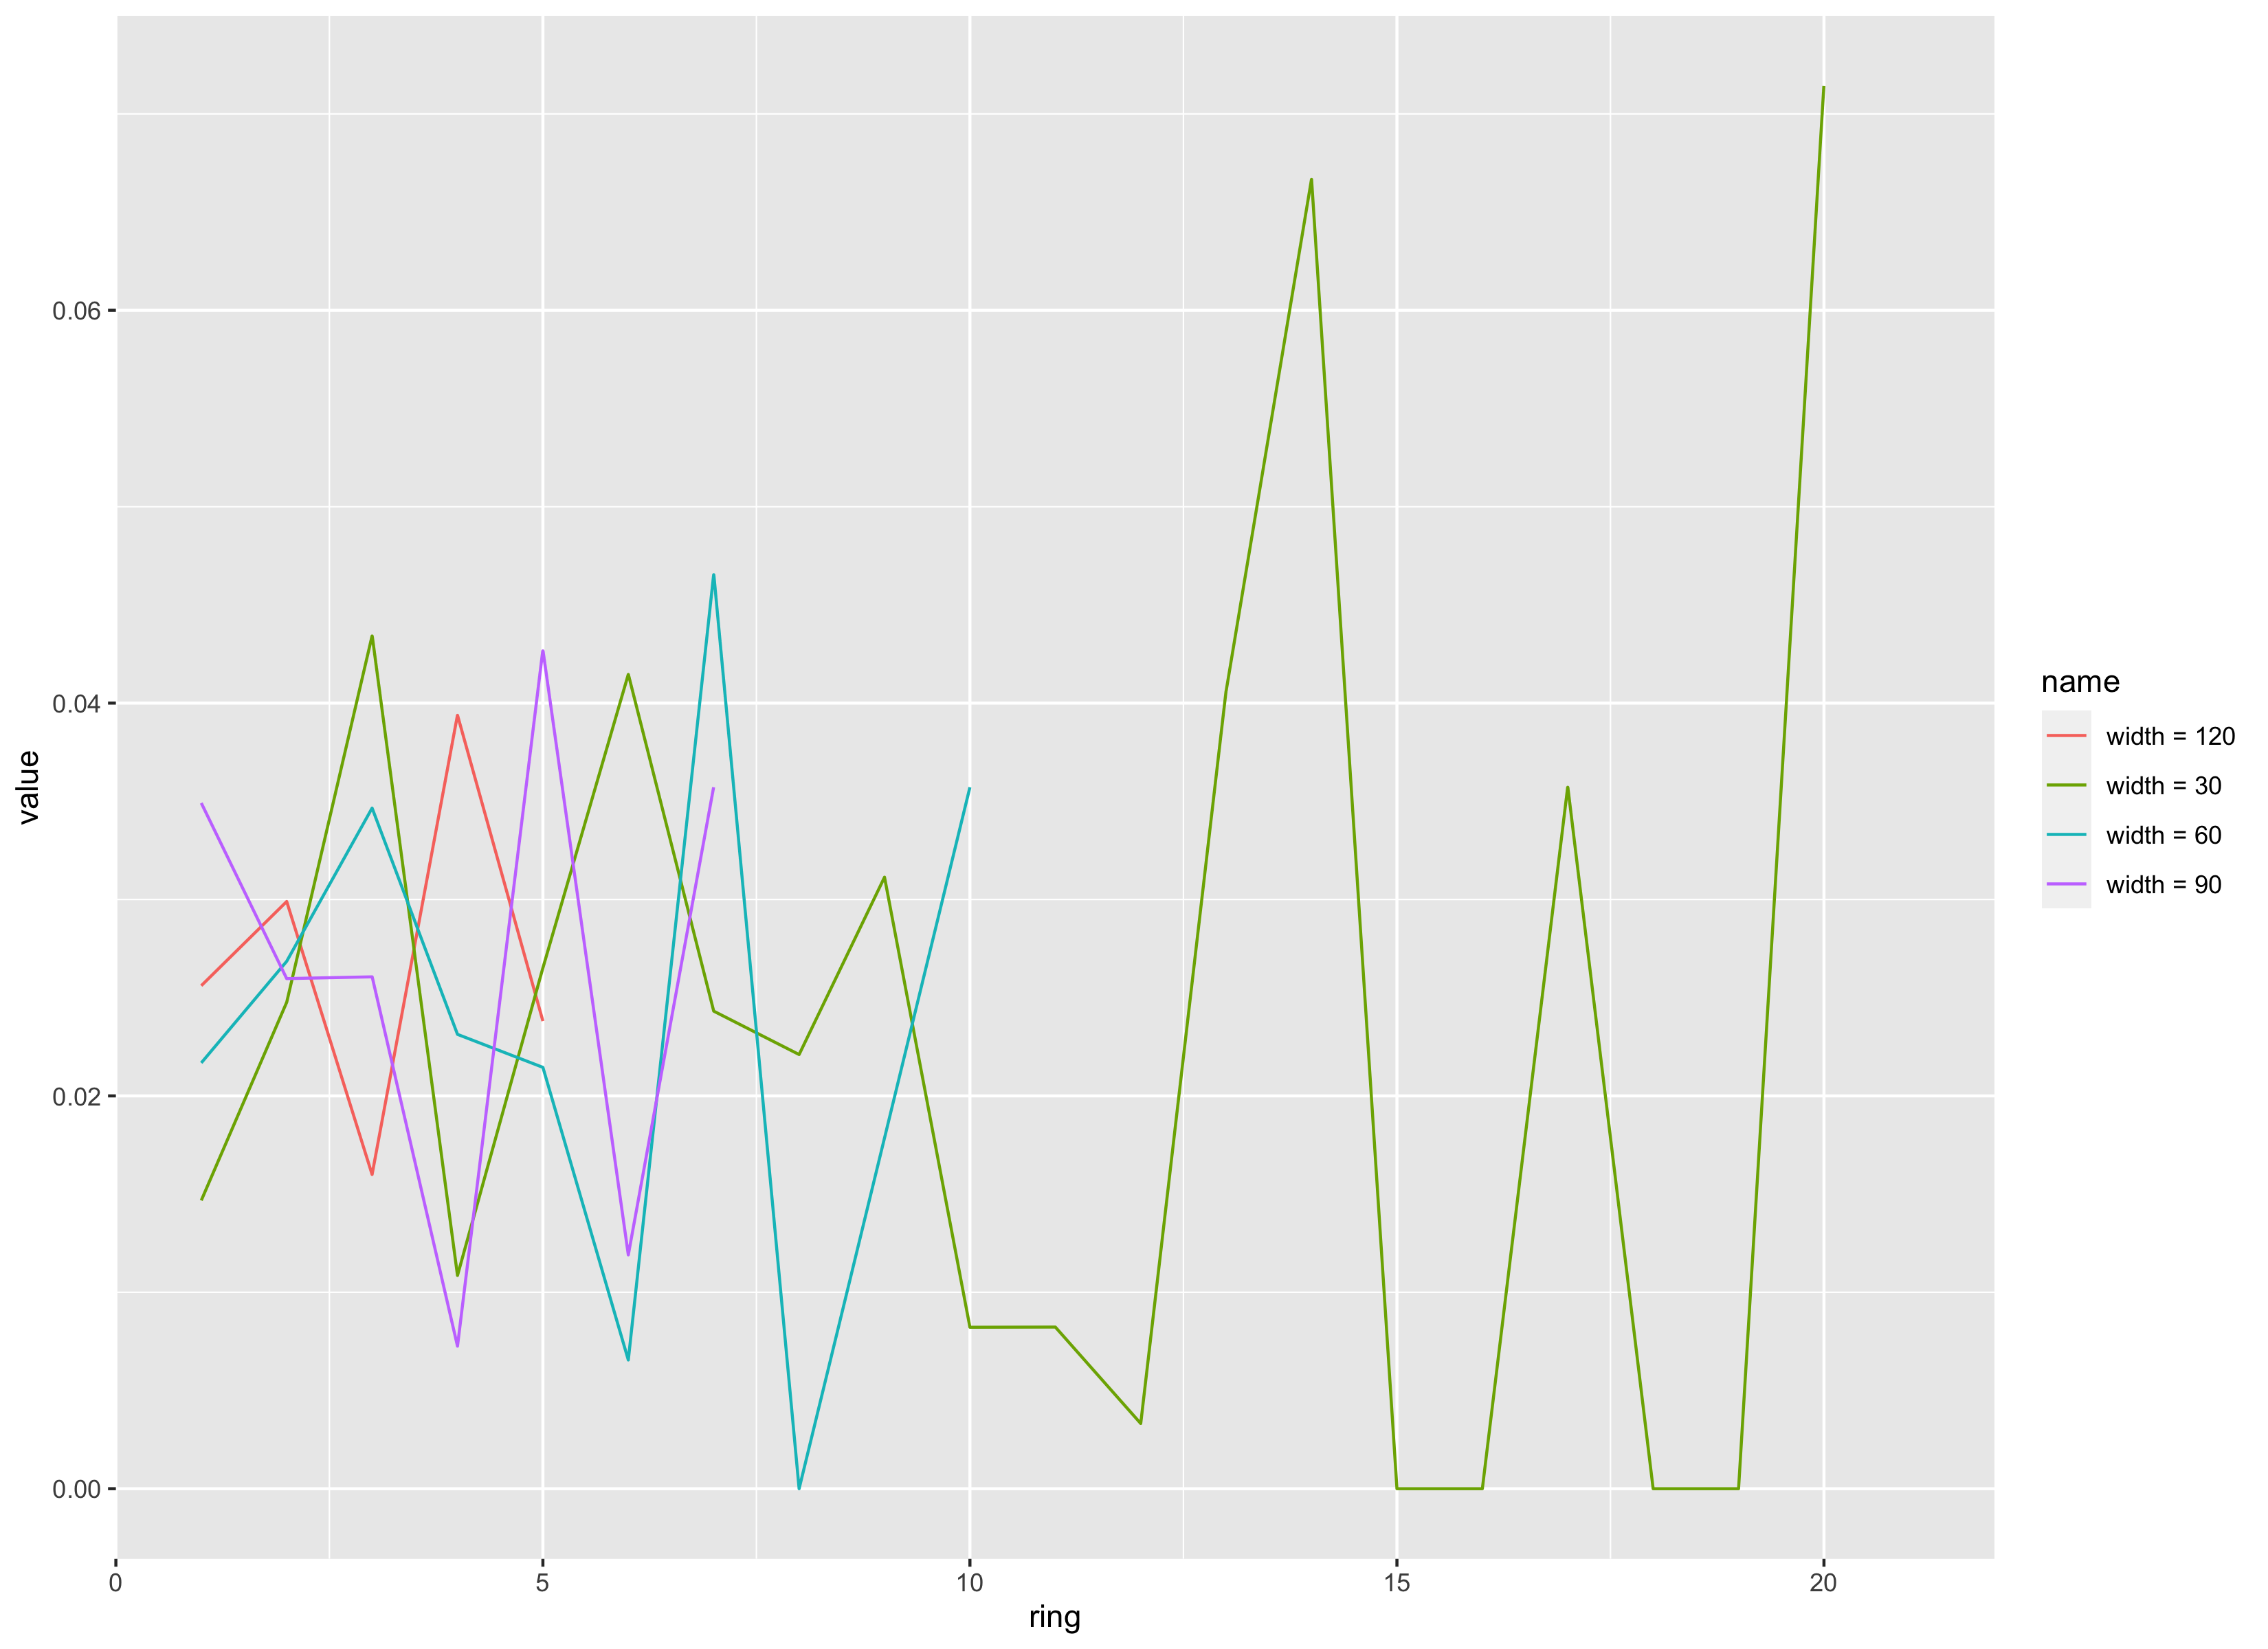 0.06
0.04
0.02
0.00
value
0 5 10 15 20
ring
name
width = 120
width = 30
width = 60
width = 90